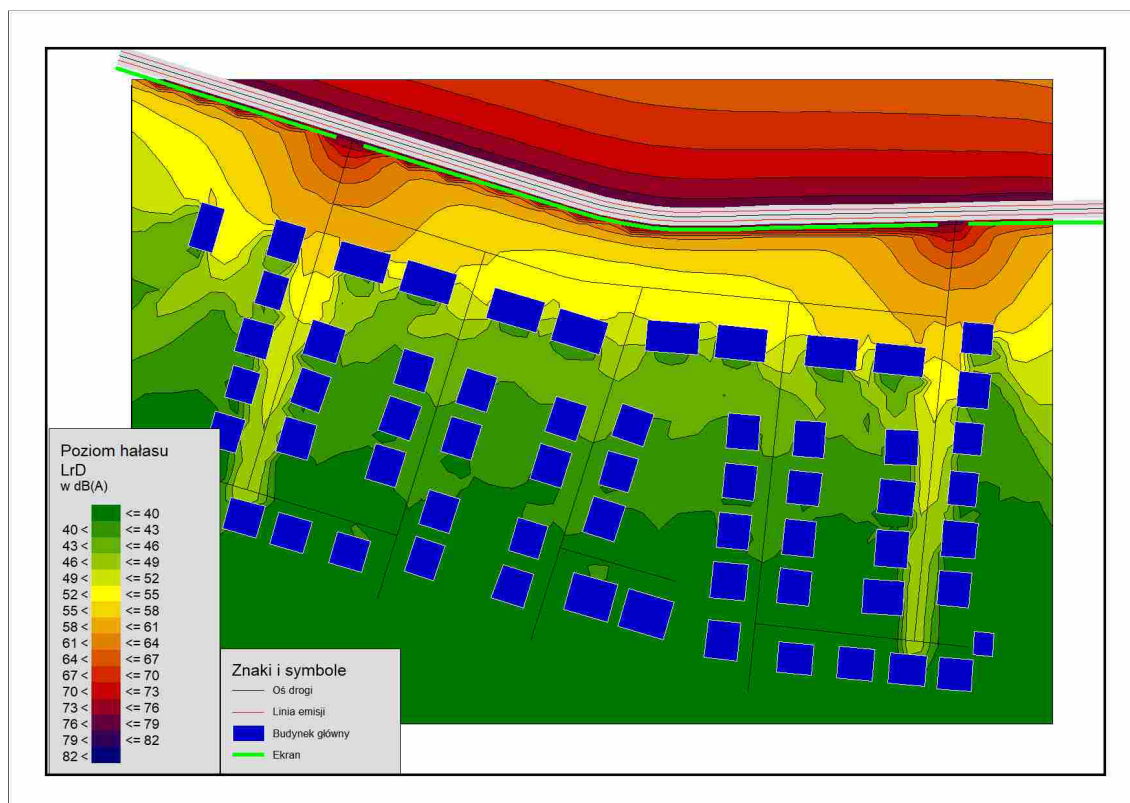 Poziom hałasu
LrD
w dB(A)
<= 40
40 < <= 43
43 < <= 46
46 < <= 49
49 < <= 52
52 < <= 55
55 < <= 58
58 < <= 61
61 < <= 64
64 < <= 67
67 < <= 70
70 < <= 73
73 < <= 76
76 < <= 79
79 < <= 82
82 <
Znaki i symbole
Oś drogi
Linia emisji
Budynek główny
Ekran